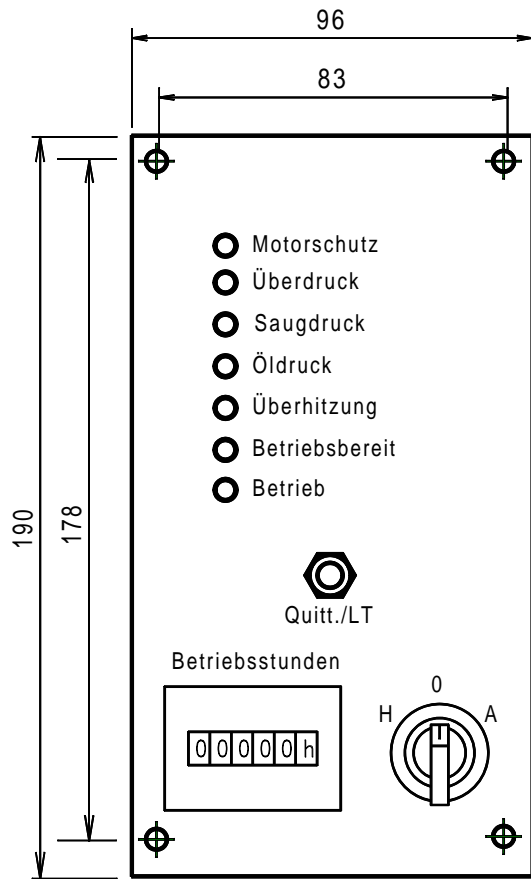 96
83
Motorschutz
Überdruck
Saugdruck
Öldruck
Überhitzung
Betriebsbereit
Betrieb
190
178
Quitt./LT
Betriebsstunden
00000h
0
H
A